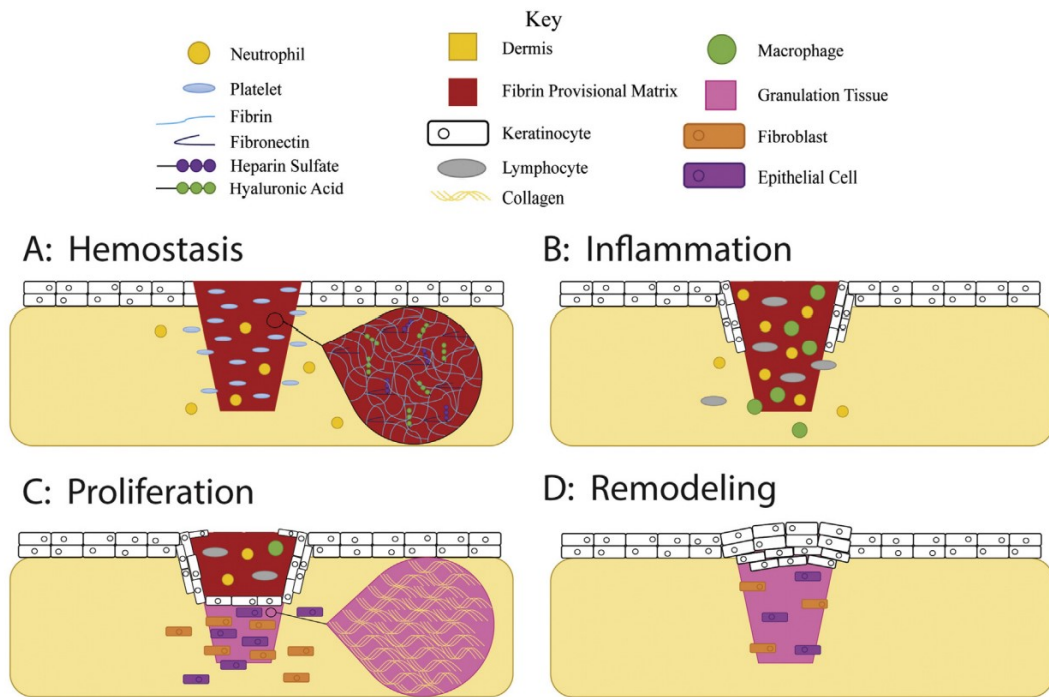 Key
Neutrophil
Platelet
Fibrin
Fibronectin
Heparin Sulfate
Hyaluronic Acid
Dermis
Fibrin Provisional Matrix
Keratinocyte
Lymphocyte
Collagen
Macrophage
Granulation Tissue
Fibroblast
Epithelial Cell
A: Hemostasis
B: Inflammation
C: Proliferation
D: Remodeling